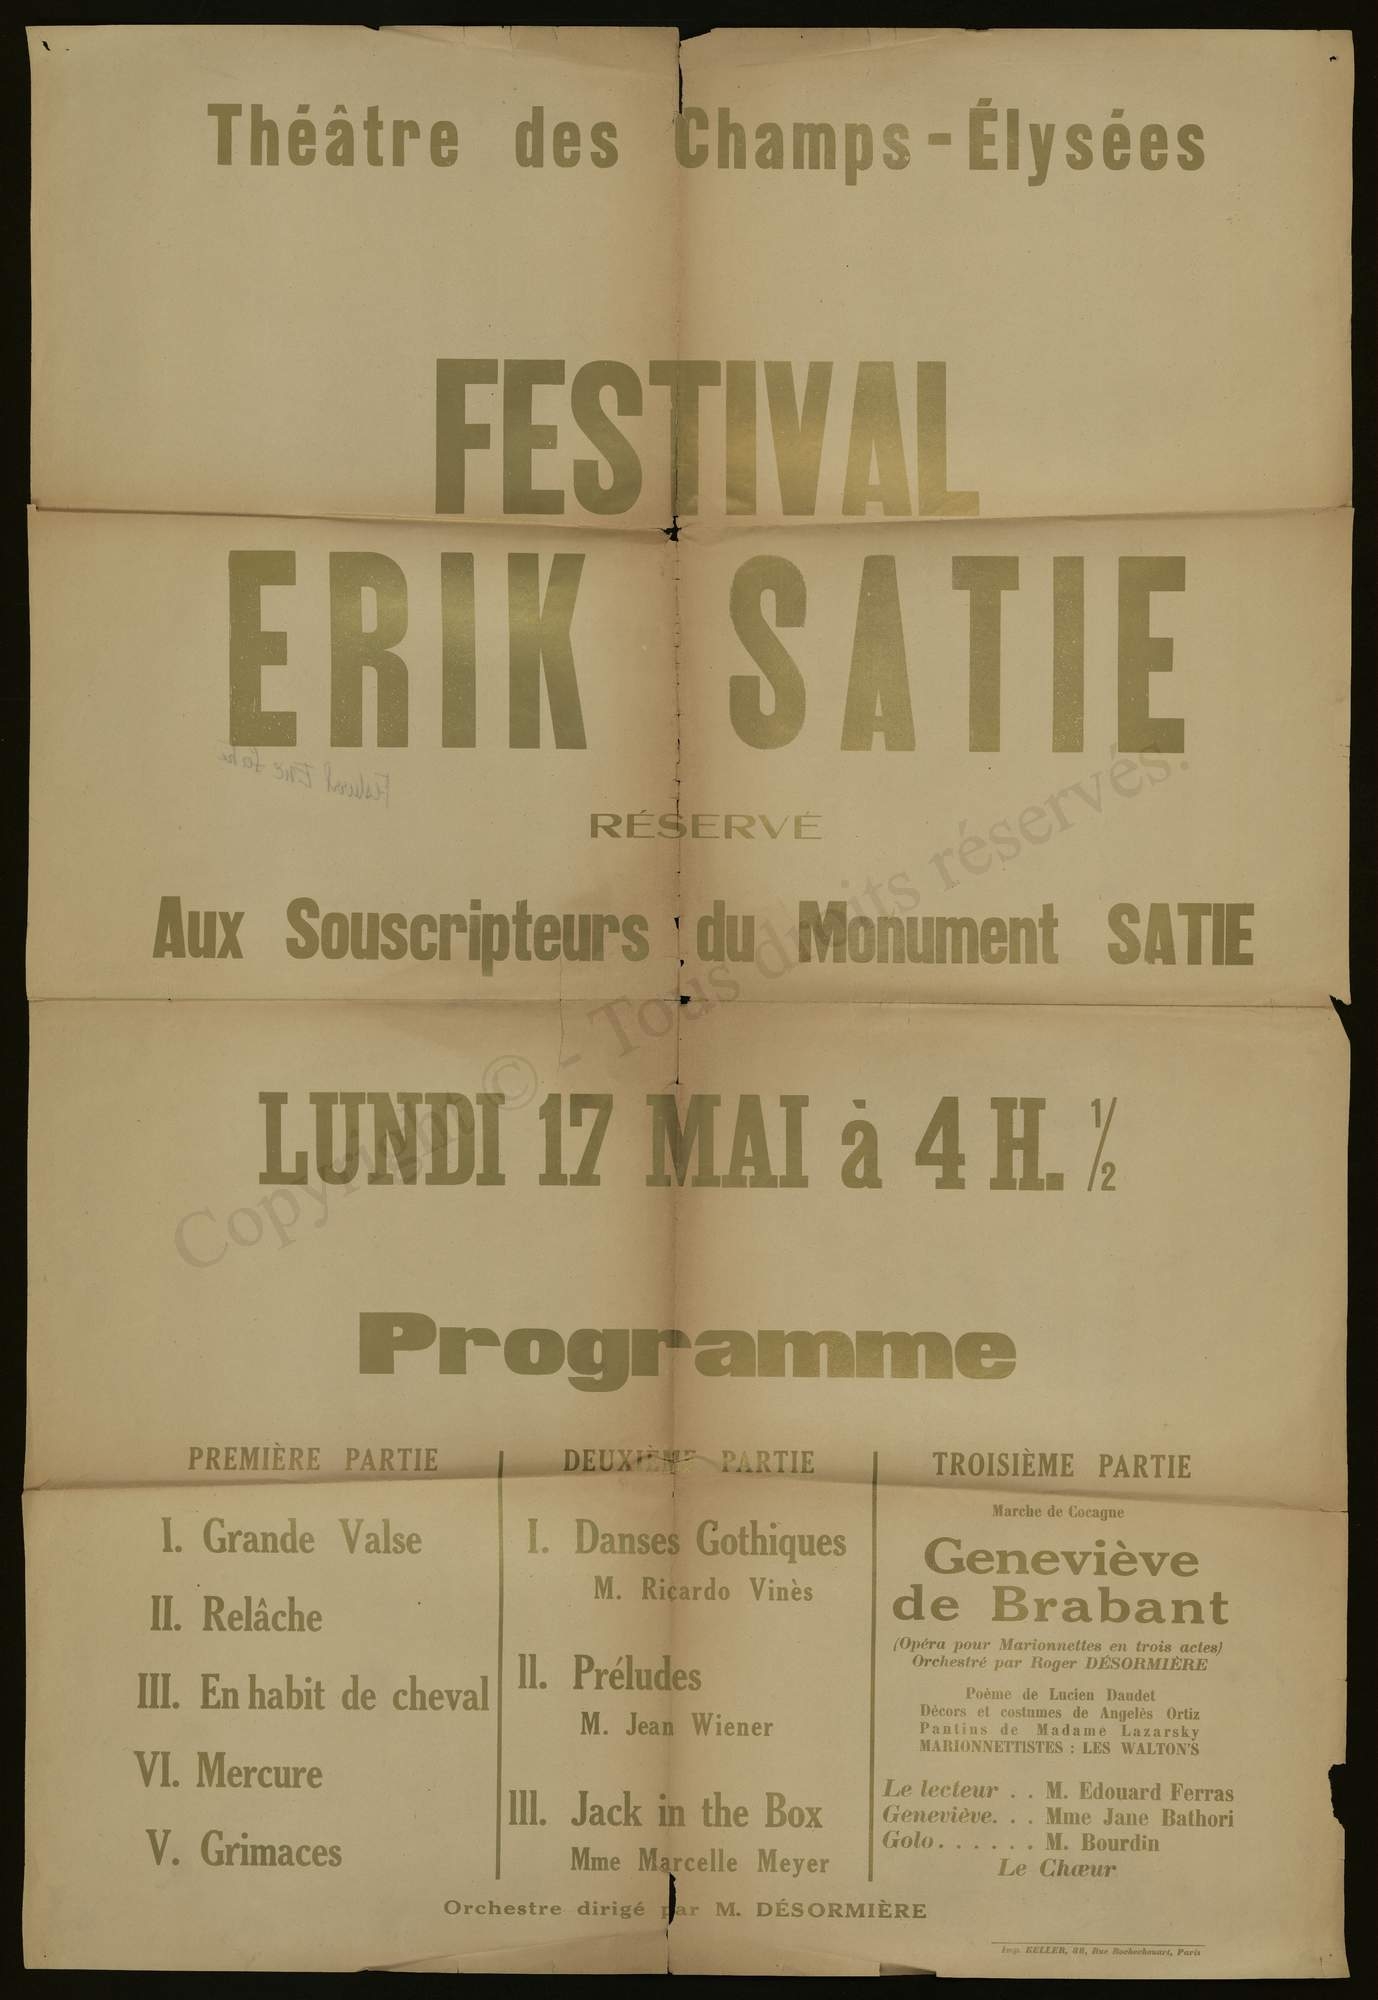 Théâtre des Champs-Élysées
FESTIVAL
ERIK SATIE
Festival Eric Satie
RÉSERVÉ
Aux Souscripteurs du Monument SATIE
LUNDI 17 MAI à 4 H. 1/2
Programme
PREMIÈRE PARTIE
I. Grande Valse
II. Relâche
III. En habit de cheval
VI. Mercure
V. Grimaces
DEUXIÈME PARTIE
I. Danses Gothiques
M. Ricardo Vinès
II. Préludes
M. Jean Wiener
III. Jack in the Box
Mme Marcelle Meyer
TROISIÈME PARTIE
Marche de Cocagne
Geneviève
de Brabant
(Opéra pour Marionnettes en trois actes)
Orchestré par Roger DÉSORMIÈRE
Poème de Lucien Daudet
Décors et costumes de Angelès Ortiz
Pantins de Madame Lazarsky
MARIONNETTISTES : LES WALTON'S
Le lecteur . . M. Edouard Ferras
Geneviève. . . Mme Jane Bathori
Golo. . . . . . M. Bourdin
Le Chœur
Orchestre dirigé par M. DÉSORMIÈRE
Imp. KELLER, 88, Rue Rochechouart, Paris
Copyright © - Tous droits réservés.